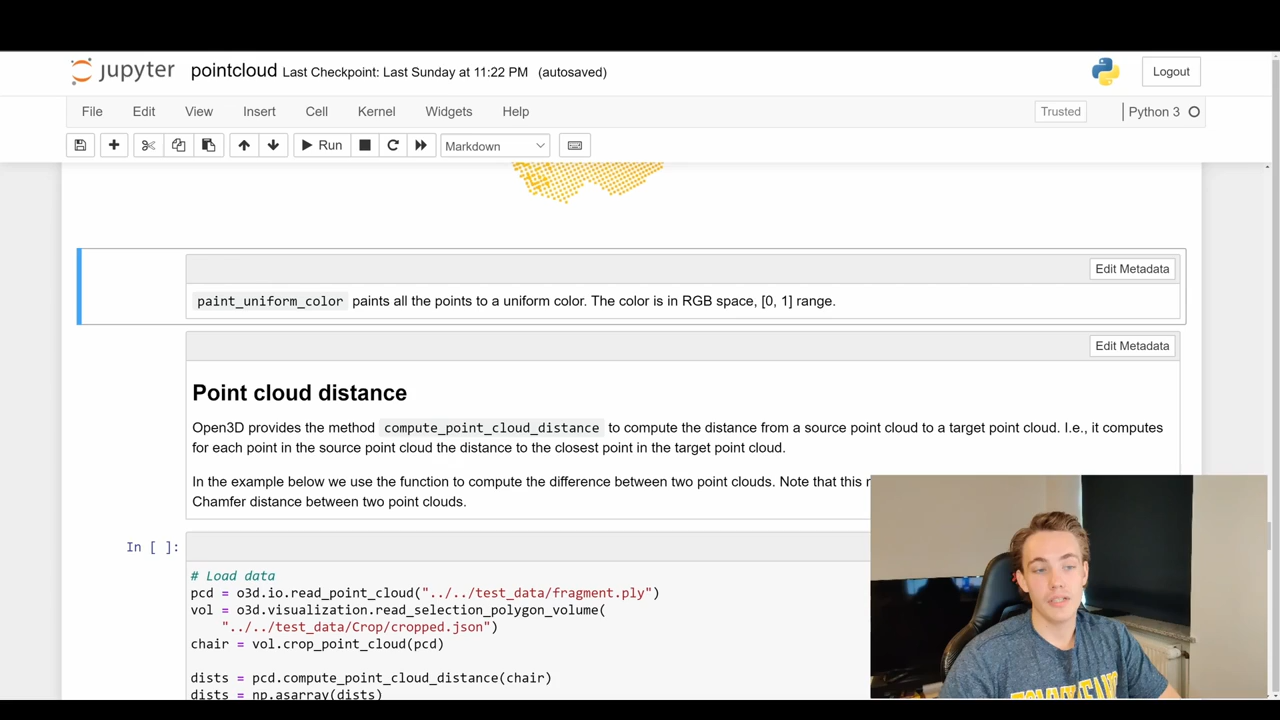 jupyter pointcloud Last Checkpoint: Last Sunday at 11:22 PM (autosaved) Logout
File Edit View Insert Cell Kernel Widgets Help Trusted Python 3
Run Markdown
Edit Metadata
paint_uniform_color paints all the points to a uniform color. The color is in RGB space, [0, 1] range.
Edit Metadata
Point cloud distance
Open3D provides the method compute_point_cloud_distance to compute the distance from a source point cloud to a target point cloud. I.e., it computes
for each point in the source point cloud the distance to the closest point in the target point cloud.
In the example below we use the function to compute the difference between two point clouds. Note that this
Chamfer distance between two point clouds.
In [ ]:
# Load data
pcd = o3d.io.read_point_cloud("../../test_data/fragment.ply")
vol = o3d.visualization.read_selection_polygon_volume(
"../../test_data/Crop/cropped.json")
chair = vol.crop_point_cloud(pcd)
dists = pcd.compute_point_cloud_distance(chair)
dists = np.asarray(dists)